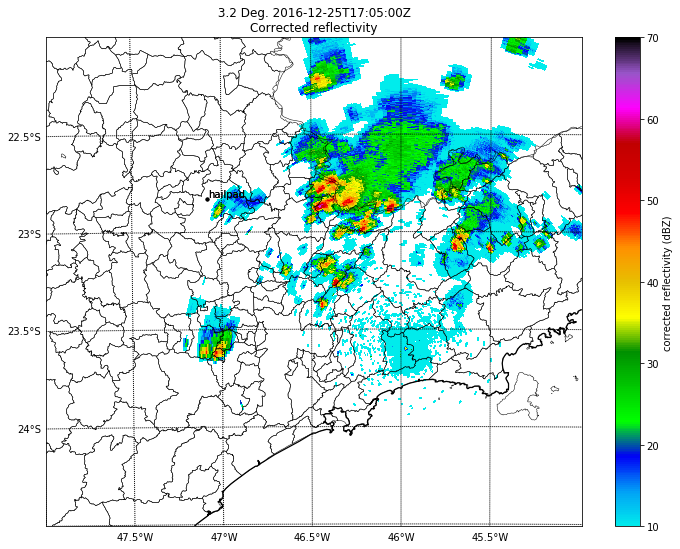 3.2 Deg. 2016-12-25T17:05:00Z
Corrected reflectivity
22.5°S
23°S
23.5°S
24°S
47.5°W
47°W
46.5°W
46°W
45.5°W
hailpad
70
60
50
40
30
20
10
corrected reflectivity (dBZ)